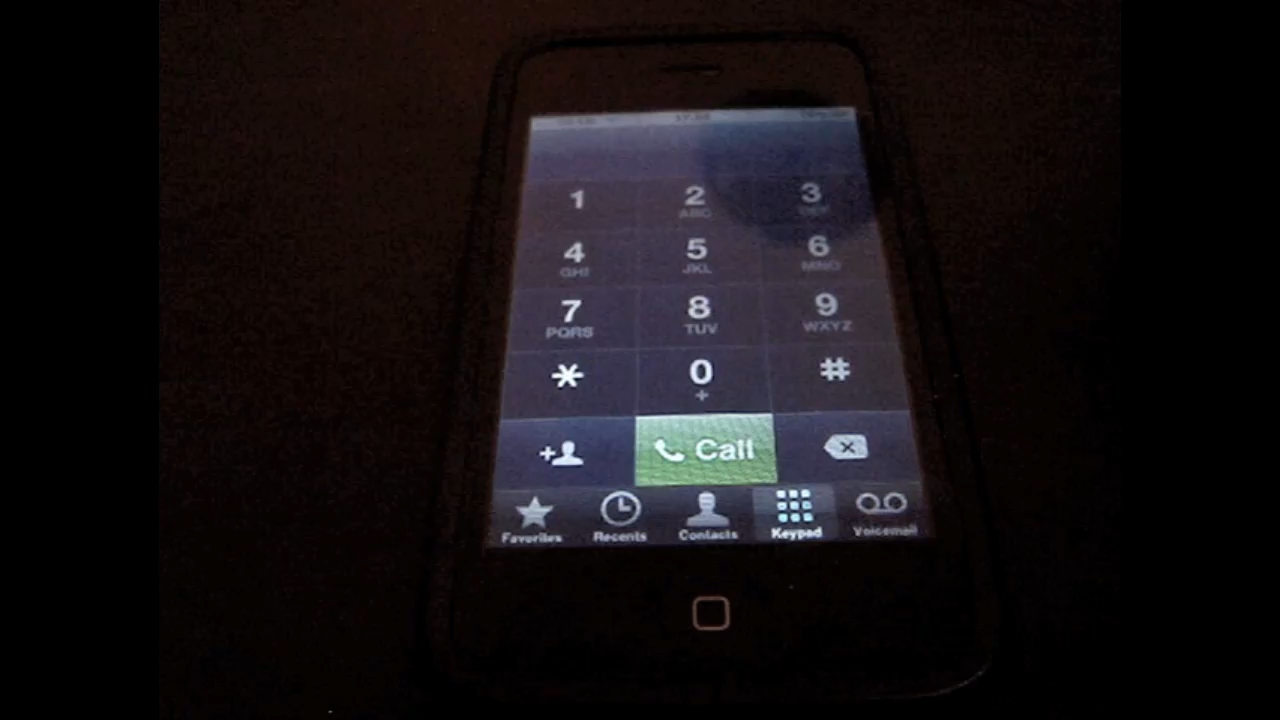 1 2 3
ABC DEF
4 5 6
GHI JKL MNO
7 8 9
PQRS TUV WXYZ
* 0 #
+
+ Call
Favorites Recents Contacts Keypad Voicemail